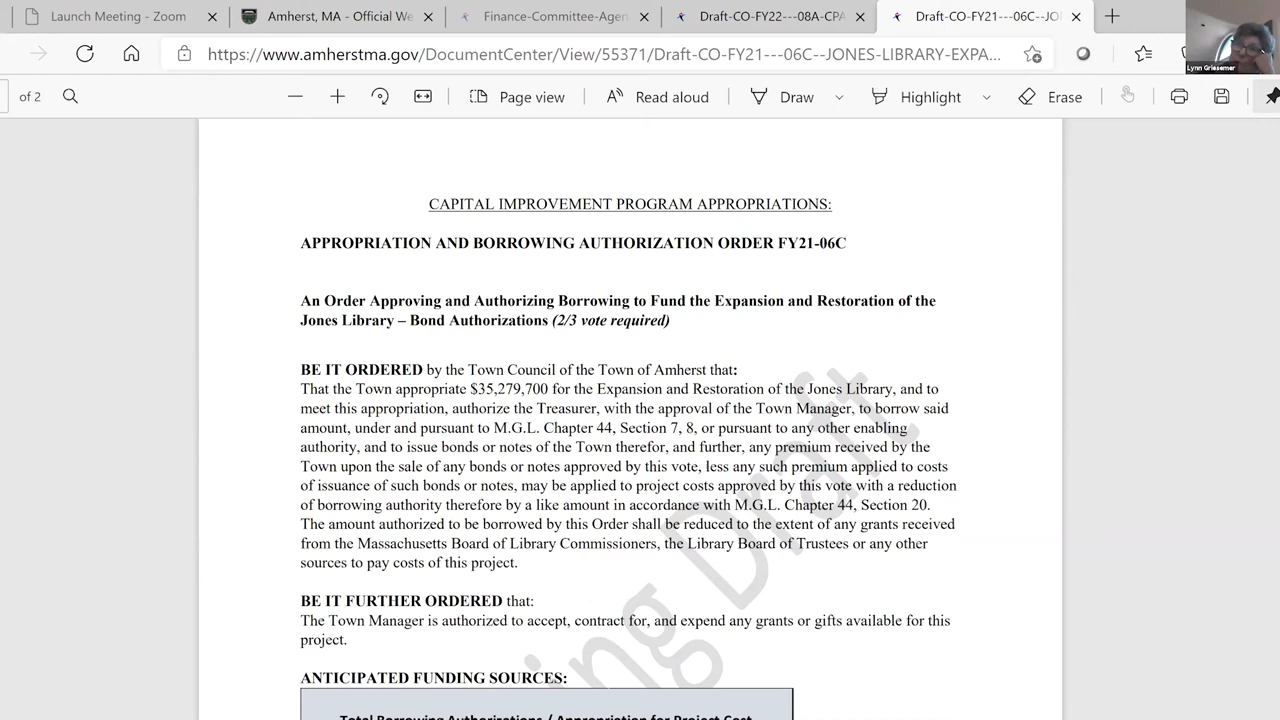 Launch Meeting - Zoom
Amherst, MA - Official We
Finance-Committee-Agen
Draft-CO-FY22---08A-CPA
Draft-CO-FY21---06C--JO
https://www.amherstma.gov/DocumentCenter/View/55371/Draft-CO-FY21---06C--JONES-LIBRARY-EXPA...
Lynn Griesemer
of 2
Page view
Read aloud
Draw
Highlight
Erase
CAPITAL IMPROVEMENT PROGRAM APPROPRIATIONS:
APPROPRIATION AND BORROWING AUTHORIZATION ORDER FY21-06C
An Order Approving and Authorizing Borrowing to Fund the Expansion and Restoration of the
Jones Library – Bond Authorizations (2/3 vote required)
BE IT ORDERED by the Town Council of the Town of Amherst that:
That the Town appropriate $35,279,700 for the Expansion and Restoration of the Jones Library, and to
meet this appropriation, authorize the Treasurer, with the approval of the Town Manager, to borrow said
amount, under and pursuant to M.G.L. Chapter 44, Section 7, 8, or pursuant to any other enabling
authority, and to issue bonds or notes of the Town therefor, and further, any premium received by the
Town upon the sale of any bonds or notes approved by this vote, less any such premium applied to costs
of issuance of such bonds or notes, may be applied to project costs approved by this vote with a reduction
of borrowing authority therefore by a like amount in accordance with M.G.L. Chapter 44, Section 20.
The amount authorized to be borrowed by this Order shall be reduced to the extent of any grants received
from the Massachusetts Board of Library Commissioners, the Library Board of Trustees or any other
sources to pay costs of this project.
BE IT FURTHER ORDERED that:
The Town Manager is authorized to accept, contract for, and expend any grants or gifts available for this
project.
ANTICIPATED FUNDING SOURCES:
Total Borrowing Authorizations / Appropriation for Project Cost
ing Draft